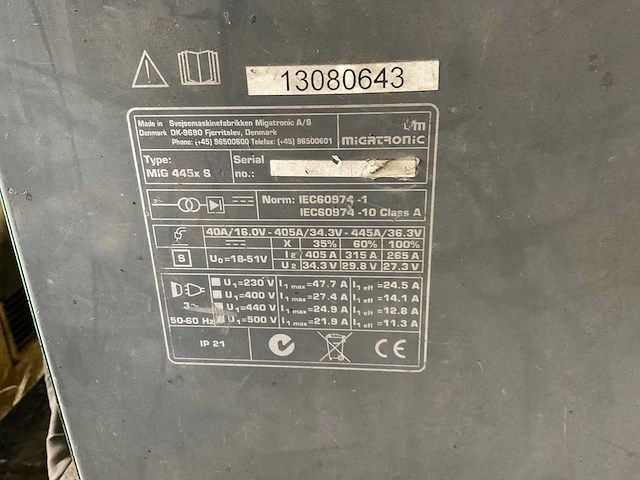 13080643
Made in Svejsemaskinefabrikken Migatronic A/S
Denmark DK-9690 Fjerritslev, Denmark
Phone: (+45) 96500600 Telefax: (+45) 96500601
MIGATRONIC
Type: Serial
MIG 445x S no.:
Norm: IEC60974 -1
IEC60974 -10 Class A
40A/16.0V - 405A/34.3V - 445A/36.3V
X 35% 60% 100%
S U0=18-51V I2 405 A 315 A 265 A
U2 34.3 V 29.8 V 27.3 V
U1=230 V I1 max=47.7 A I1 eff=24.5 A
U1=400 V I1 max=27.4 A I1 eff=14.1 A
3~ U1=440 V I1 max=24.9 A I1 eff=12.8 A
50-60 Hz U1=500 V I1 max=21.9 A I1 eff=11.3 A
IP 21 CE